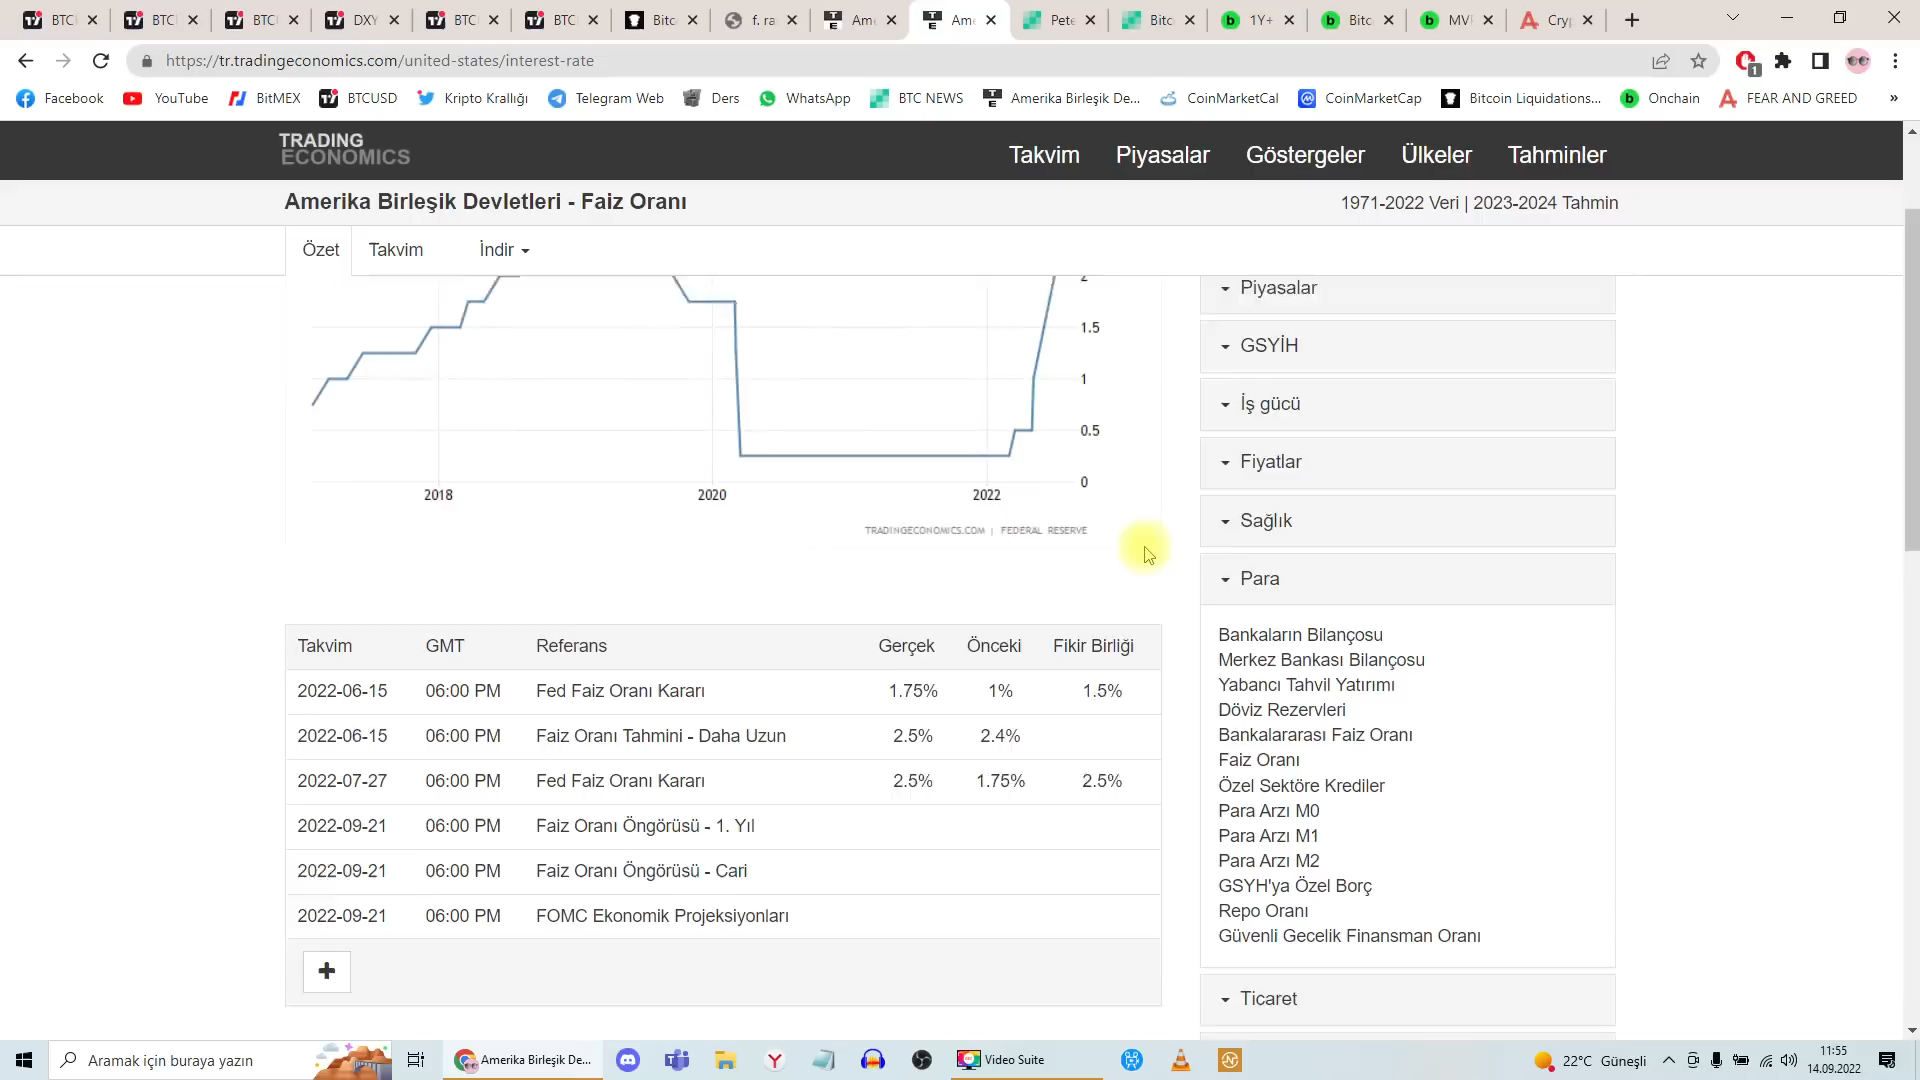 BTC
BTC
BTC
DXY
BTC
BTC
Bitc
f. ra
Am
Am
Pete
Bitc
1Y+
Bitc
MV
Cry
https://tr.tradingeconomics.com/united-states/interest-rate
1
Facebook
YouTube
BitMEX
BTCUSD
Kripto Krallığı
Telegram Web
Ders
WhatsApp
BTC NEWS
Amerika Birleşik De...
CoinMarketCal
CoinMarketCap
Bitcoin Liquidations...
Onchain
FEAR AND GREED
»
TRADING
ECONOMICS
Takvim
Piyasalar
Göstergeler
Ülkeler
Tahminler
Amerika Birleşik Devletleri - Faiz Oranı
1971-2022 Veri | 2023-2024 Tahmin
Özet
Takvim
İndir
2
1.5
1
0.5
0
2018
2020
2022
TRADINGECONOMICS.COM | FEDERAL RESERVE
Takvim GMT Referans Gerçek Önceki Fikir Birliği
2022-06-15 06:00 PM Fed Faiz Oranı Kararı 1.75% 1% 1.5%
2022-06-15 06:00 PM Faiz Oranı Tahmini - Daha Uzun 2.5% 2.4%
2022-07-27 06:00 PM Fed Faiz Oranı Kararı 2.5% 1.75% 2.5%
2022-09-21 06:00 PM Faiz Oranı Öngörüsü - 1. Yıl
2022-09-21 06:00 PM Faiz Oranı Öngörüsü - Cari
2022-09-21 06:00 PM FOMC Ekonomik Projeksiyonları
+
Piyasalar
GSYİH
İş gücü
Fiyatlar
Sağlık
Para
Bankaların Bilançosu
Merkez Bankası Bilançosu
Yabancı Tahvil Yatırımı
Döviz Rezervleri
Bankalararası Faiz Oranı
Faiz Oranı
Özel Sektöre Krediler
Para Arzı M0
Para Arzı M1
Para Arzı M2
GSYH'ya Özel Borç
Repo Oranı
Güvenli Gecelik Finansman Oranı
Ticaret
Aramak için buraya yazın
Amerika Birleşik De...
Video Suite
22°C Güneşli
11:55
14.09.2022